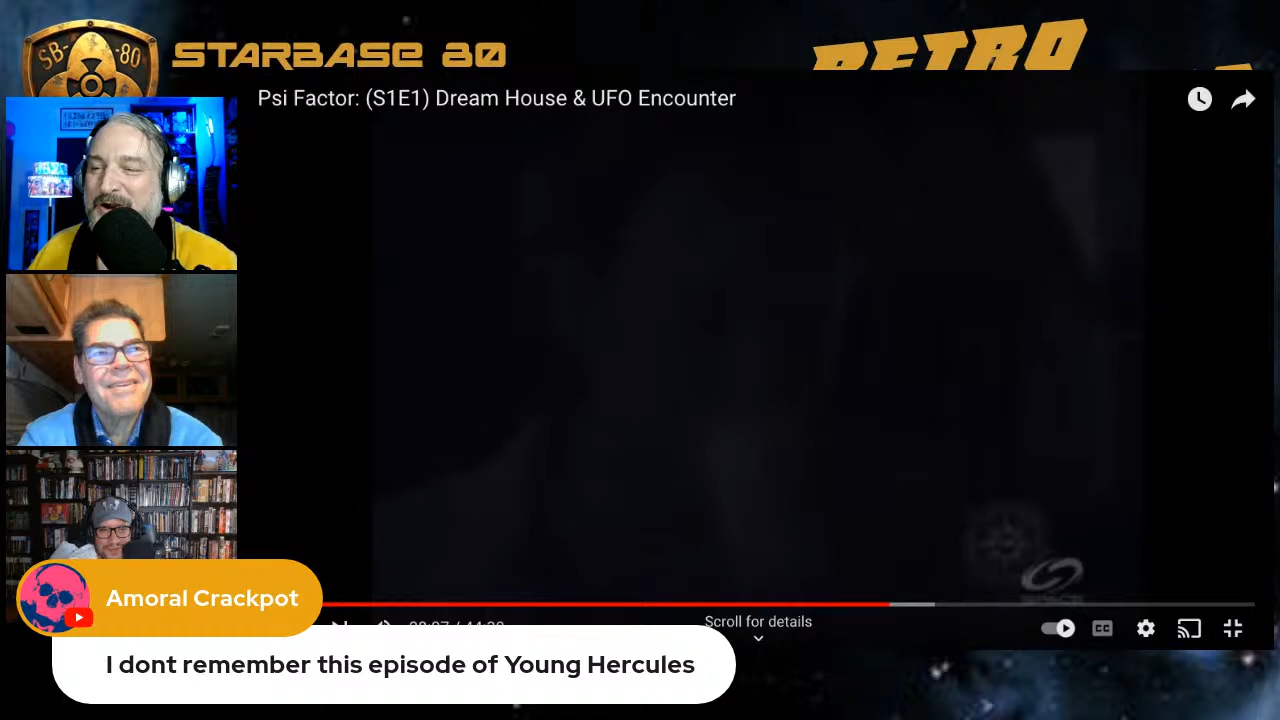 SB- -80
STARBASE 80
RETRO
Psi Factor: (S1E1) Dream House & UFO Encounter
Scroll for details
CC
Amoral Crackpot
I dont remember this episode of Young Hercules